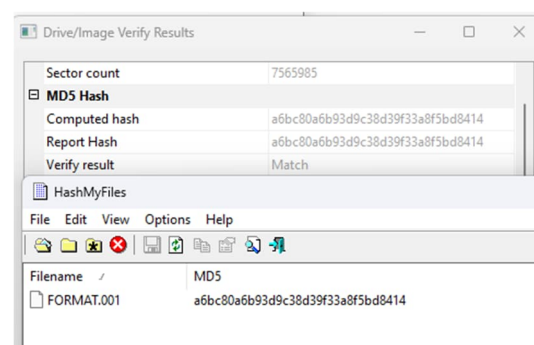 Drive/Image Verify Results
Sector count 7565985
MD5 Hash
Computed hash a6bc80a6b93d9c38d39f33a8f5bd8414
Report Hash a6bc80a6b93d9c38d39f33a8f5bd8414
Verify result Match
HashMyFiles
File Edit View Options Help
Filename MD5
FORMAT.001 a6bc80a6b93d9c38d39f33a8f5bd8414